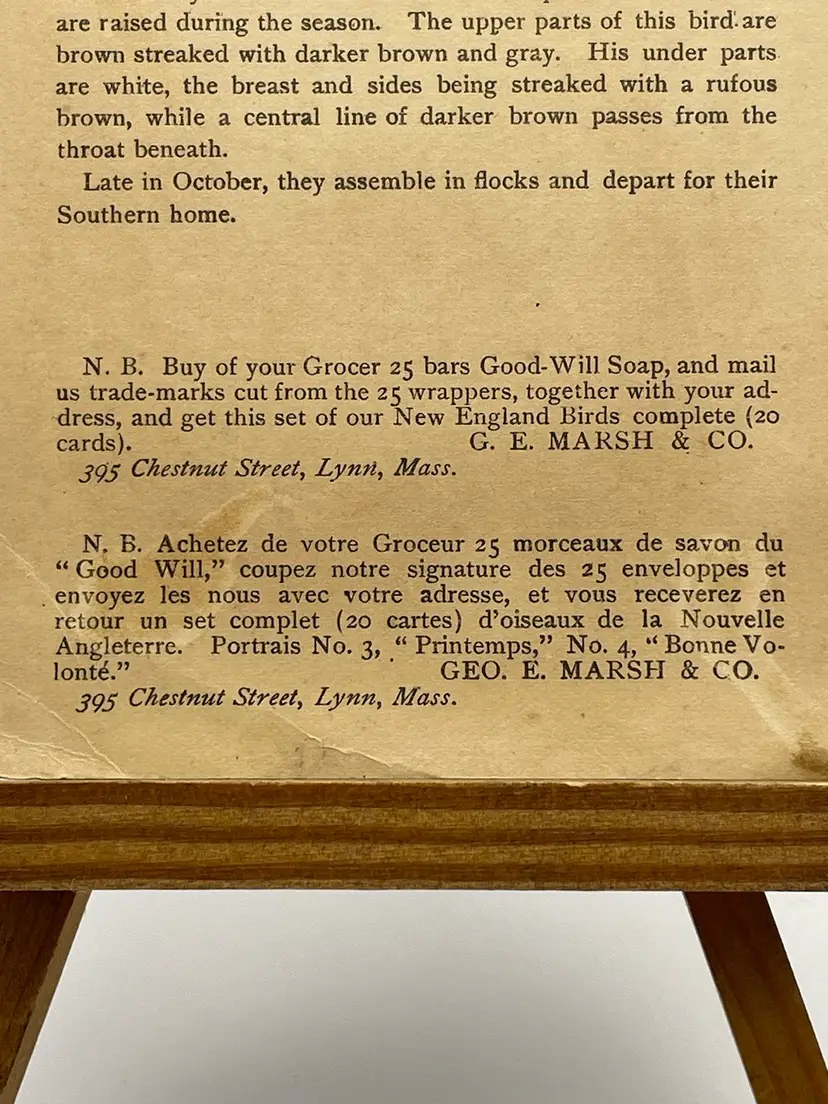 are raised during the season. The upper parts of this bird are
brown streaked with darker brown and gray. His under parts
are white, the breast and sides being streaked with a rufous
brown, while a central line of darker brown passes from the
throat beneath.
Late in October, they assemble in flocks and depart for their
Southern home.
N. B. Buy of your Grocer 25 bars Good-Will Soap, and mail
us trade-marks cut from the 25 wrappers, together with your ad-
dress, and get this set of our New England Birds complete (20
cards). G. E. MARSH & CO.
395 Chestnut Street, Lynn, Mass.
N. B. Achetez de votre Groceur 25 morceaux de savon du
“ Good Will,” coupez notre signature des 25 enveloppes et
envoyez les nous avec votre adresse, et vous receverez en
retour un set complet (20 cartes) d’oiseaux de la Nouvelle
Angleterre. Portrais No. 3, “ Printemps,” No. 4, “ Bonne Vo-
lonté.” GEO. E. MARSH & CO.
395 Chestnut Street, Lynn, Mass.